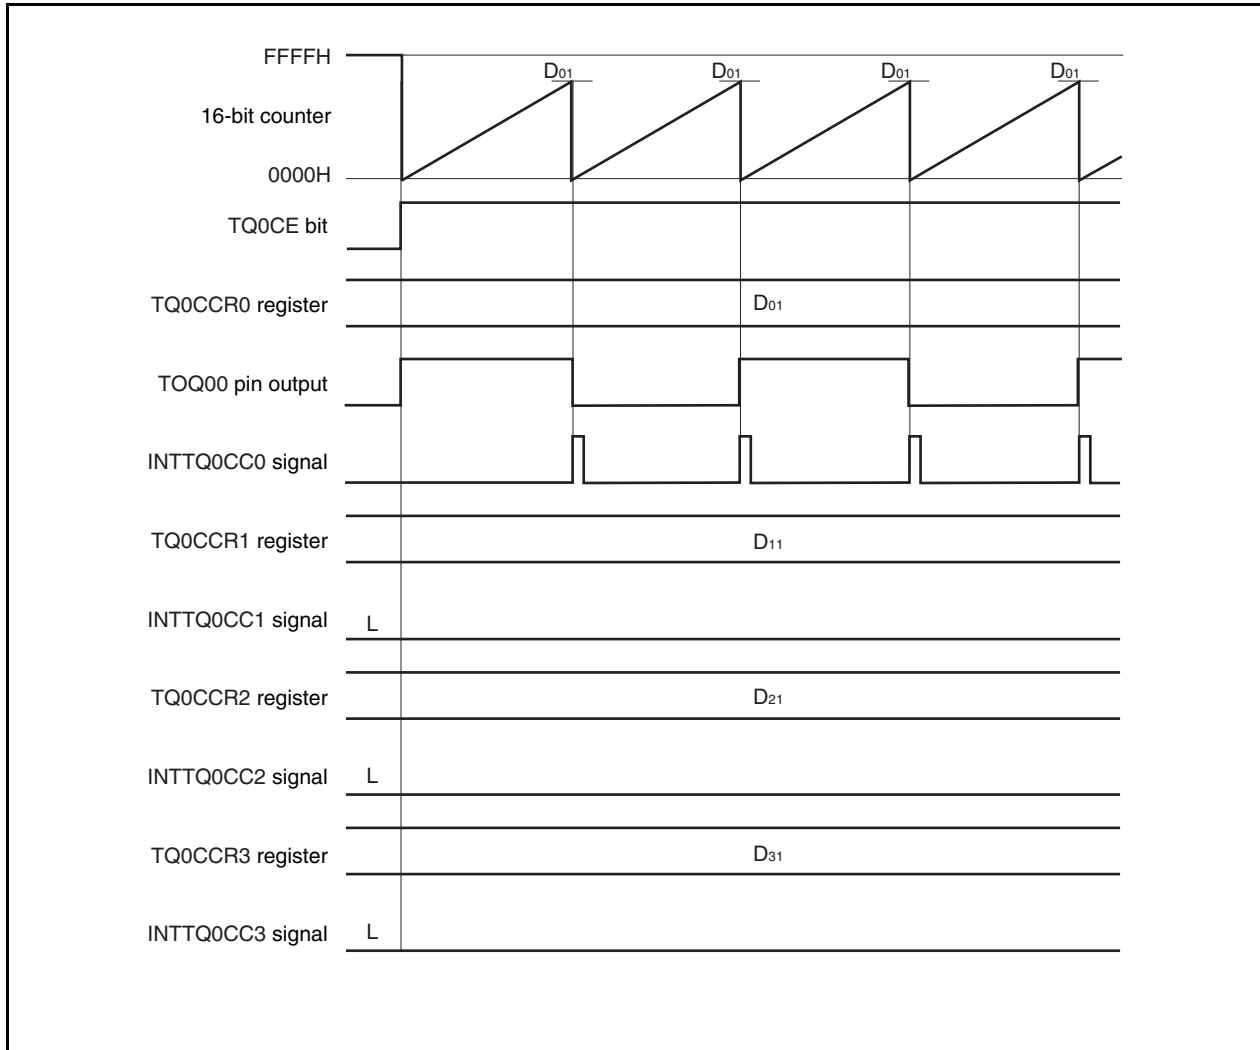 FFFFH
D01 D01 D01 D01
16-bit counter
0000H
TQ0CE bit
TQ0CCR0 register D01
TOQ00 pin output
INTTQ0CC0 signal
TQ0CCR1 register D11
INTTQ0CC1 signal L
TQ0CCR2 register D21
INTTQ0CC2 signal L
TQ0CCR3 register D31
INTTQ0CC3 signal L